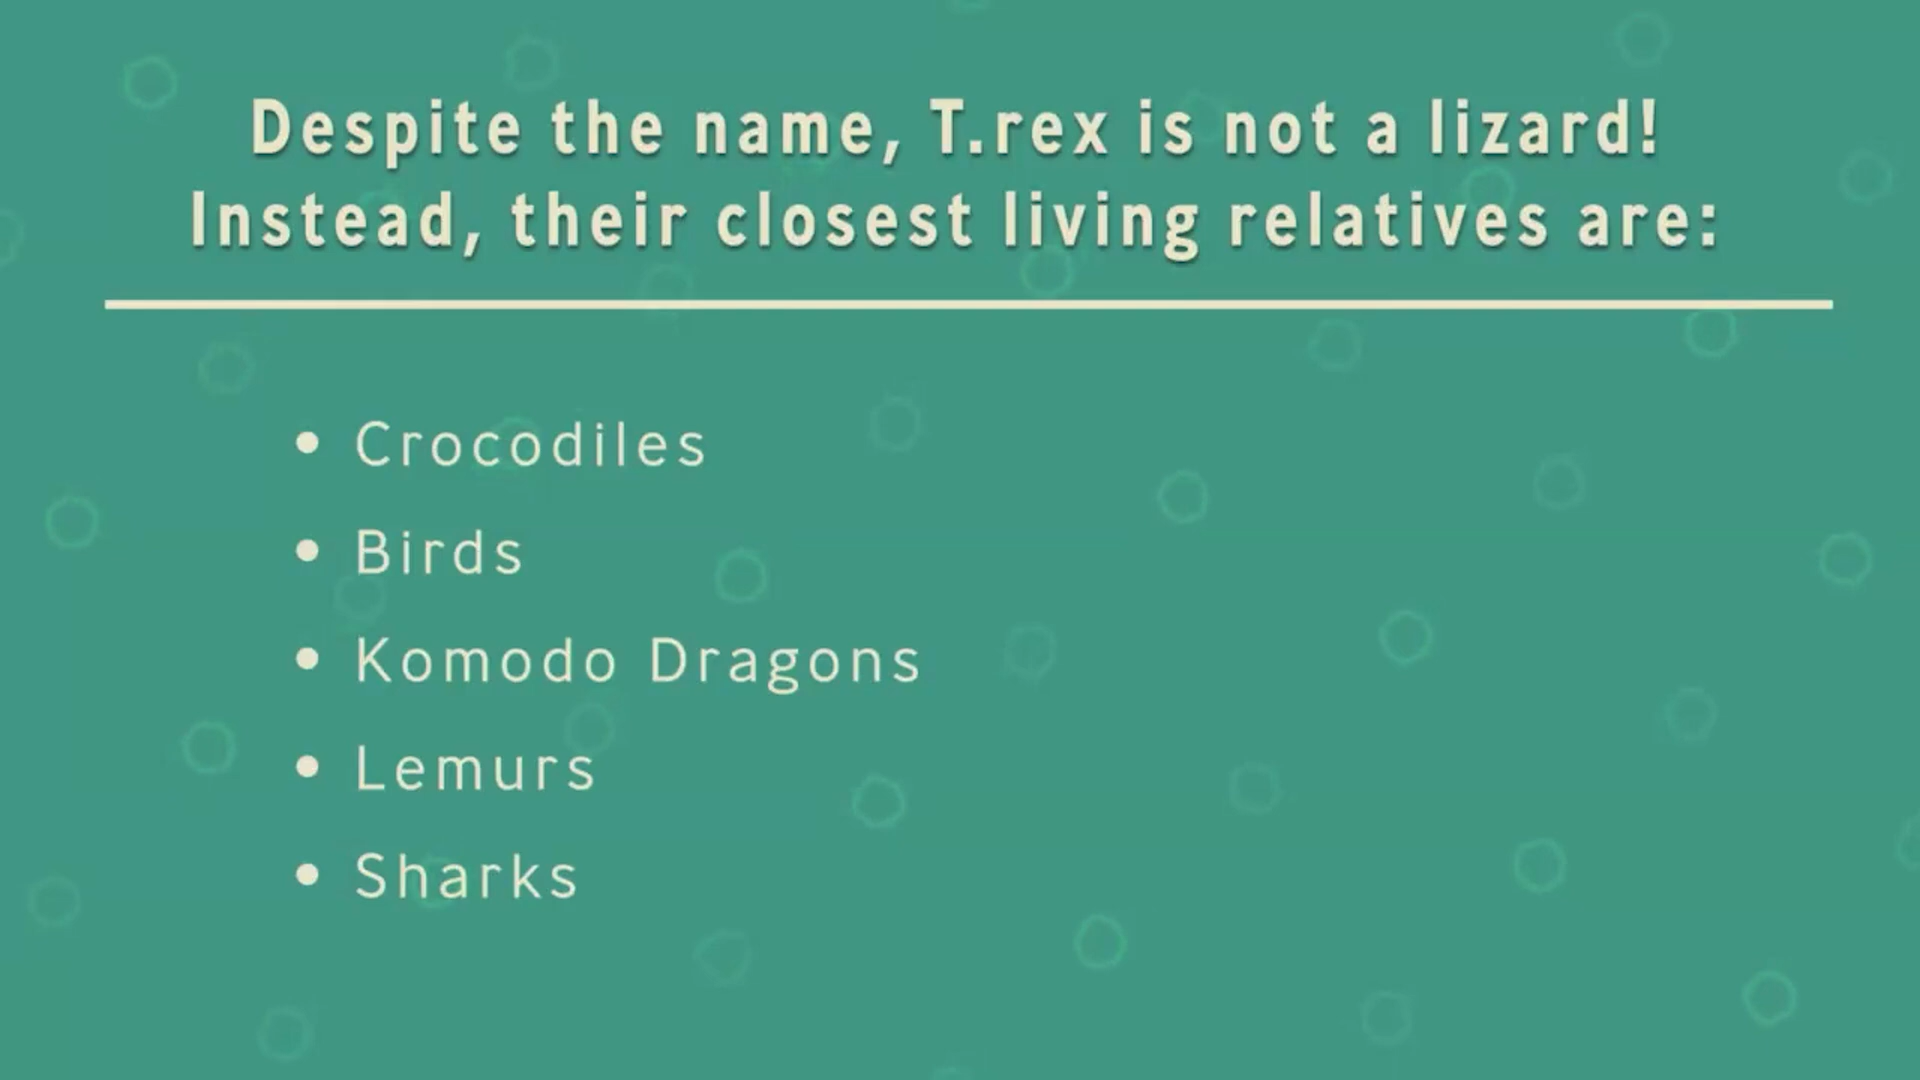 Despite the name, T.rex is not a lizard!
Instead, their closest living relatives are:
• Crocodiles
• Birds
• Komodo Dragons
• Lemurs
• Sharks